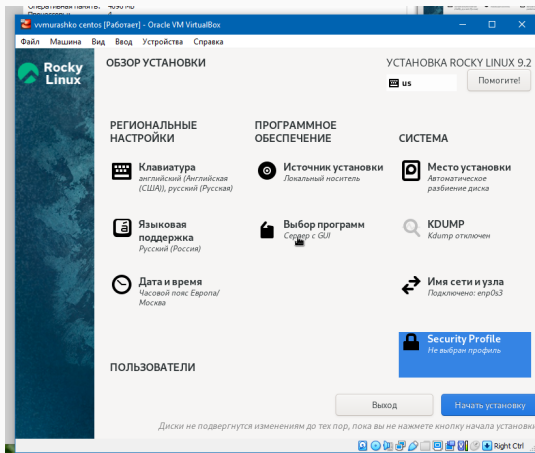 Оперативная память: 4096 МБ
vvmurashko centos [Работает] - Oracle VM VirtualBox
Файл Машина Вид Ввод Устройства Справка
Rocky
Linux
ОБЗОР УСТАНОВКИ
УСТАНОВКА ROCKY LINUX 9.2
us
Помогите!
РЕГИОНАЛЬНЫЕ
НАСТРОЙКИ
Клавиатура
английский (Английская
(США)), русский (Русская)
Языковая
поддержка
Русский (Россия)
Дата и время
Часовой пояс Европа/
Москва
ПРОГРАММНОЕ
ОБЕСПЕЧЕНИЕ
Источник установки
Локальный носитель
Выбор программ
Сервер с GUI
СИСТЕМА
Место установки
Автоматическое
разбиение диска
KDUMP
Kdump отключен
Имя сети и узла
Подключено: enp0s3
Security Profile
Не выбран профиль
ПОЛЬЗОВАТЕЛИ
Выход
Начать установку
Диски не подвергнутся изменениям до тех пор, пока вы не нажмете кнопку начала установки
Right Ctrl